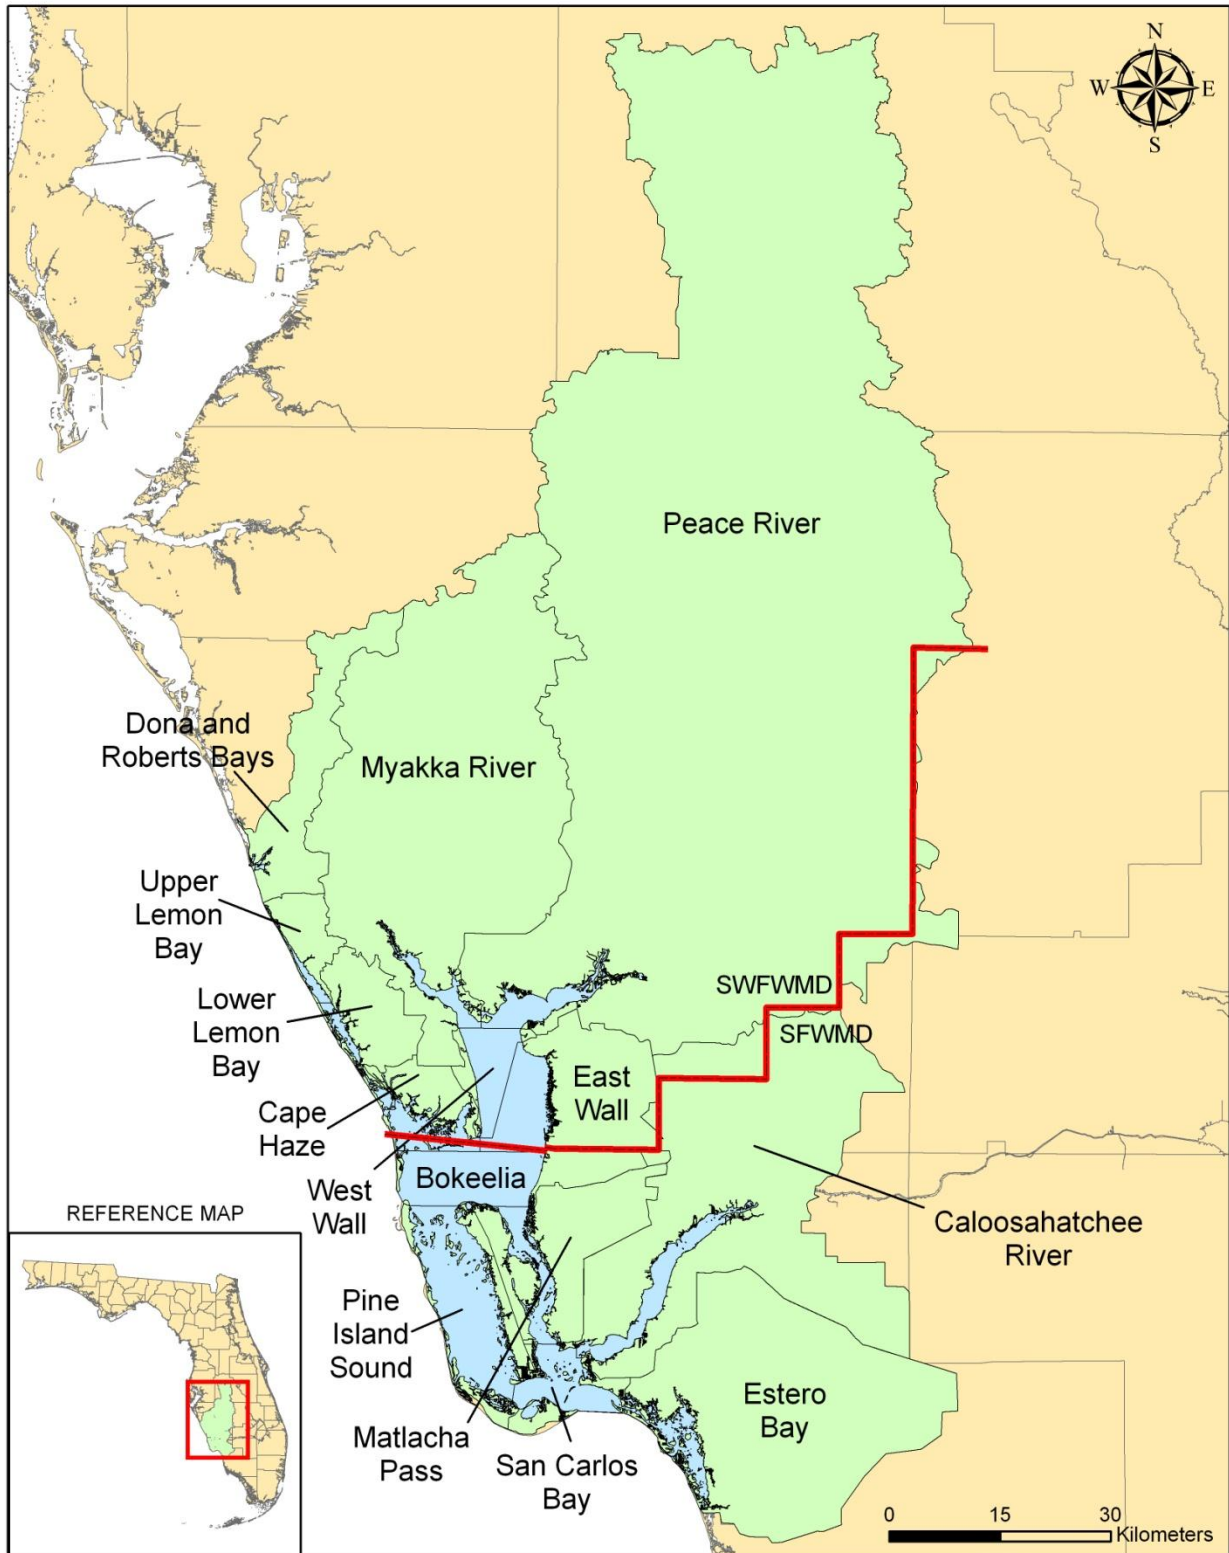 N
W E
S
Peace River
Dona and
Roberts Bays
Myakka River
Upper
Lemon
Bay
Lower
Lemon
Bay
SWFWMD
SFWMD
East
Wall
Cape
Haze
West
Wall
Bokeelia
Caloosahatchee
River
REFERENCE MAP
Pine
Island
Sound
Estero
Bay
Matlacha
Pass
San Carlos
Bay
0 15 30
Kilometers